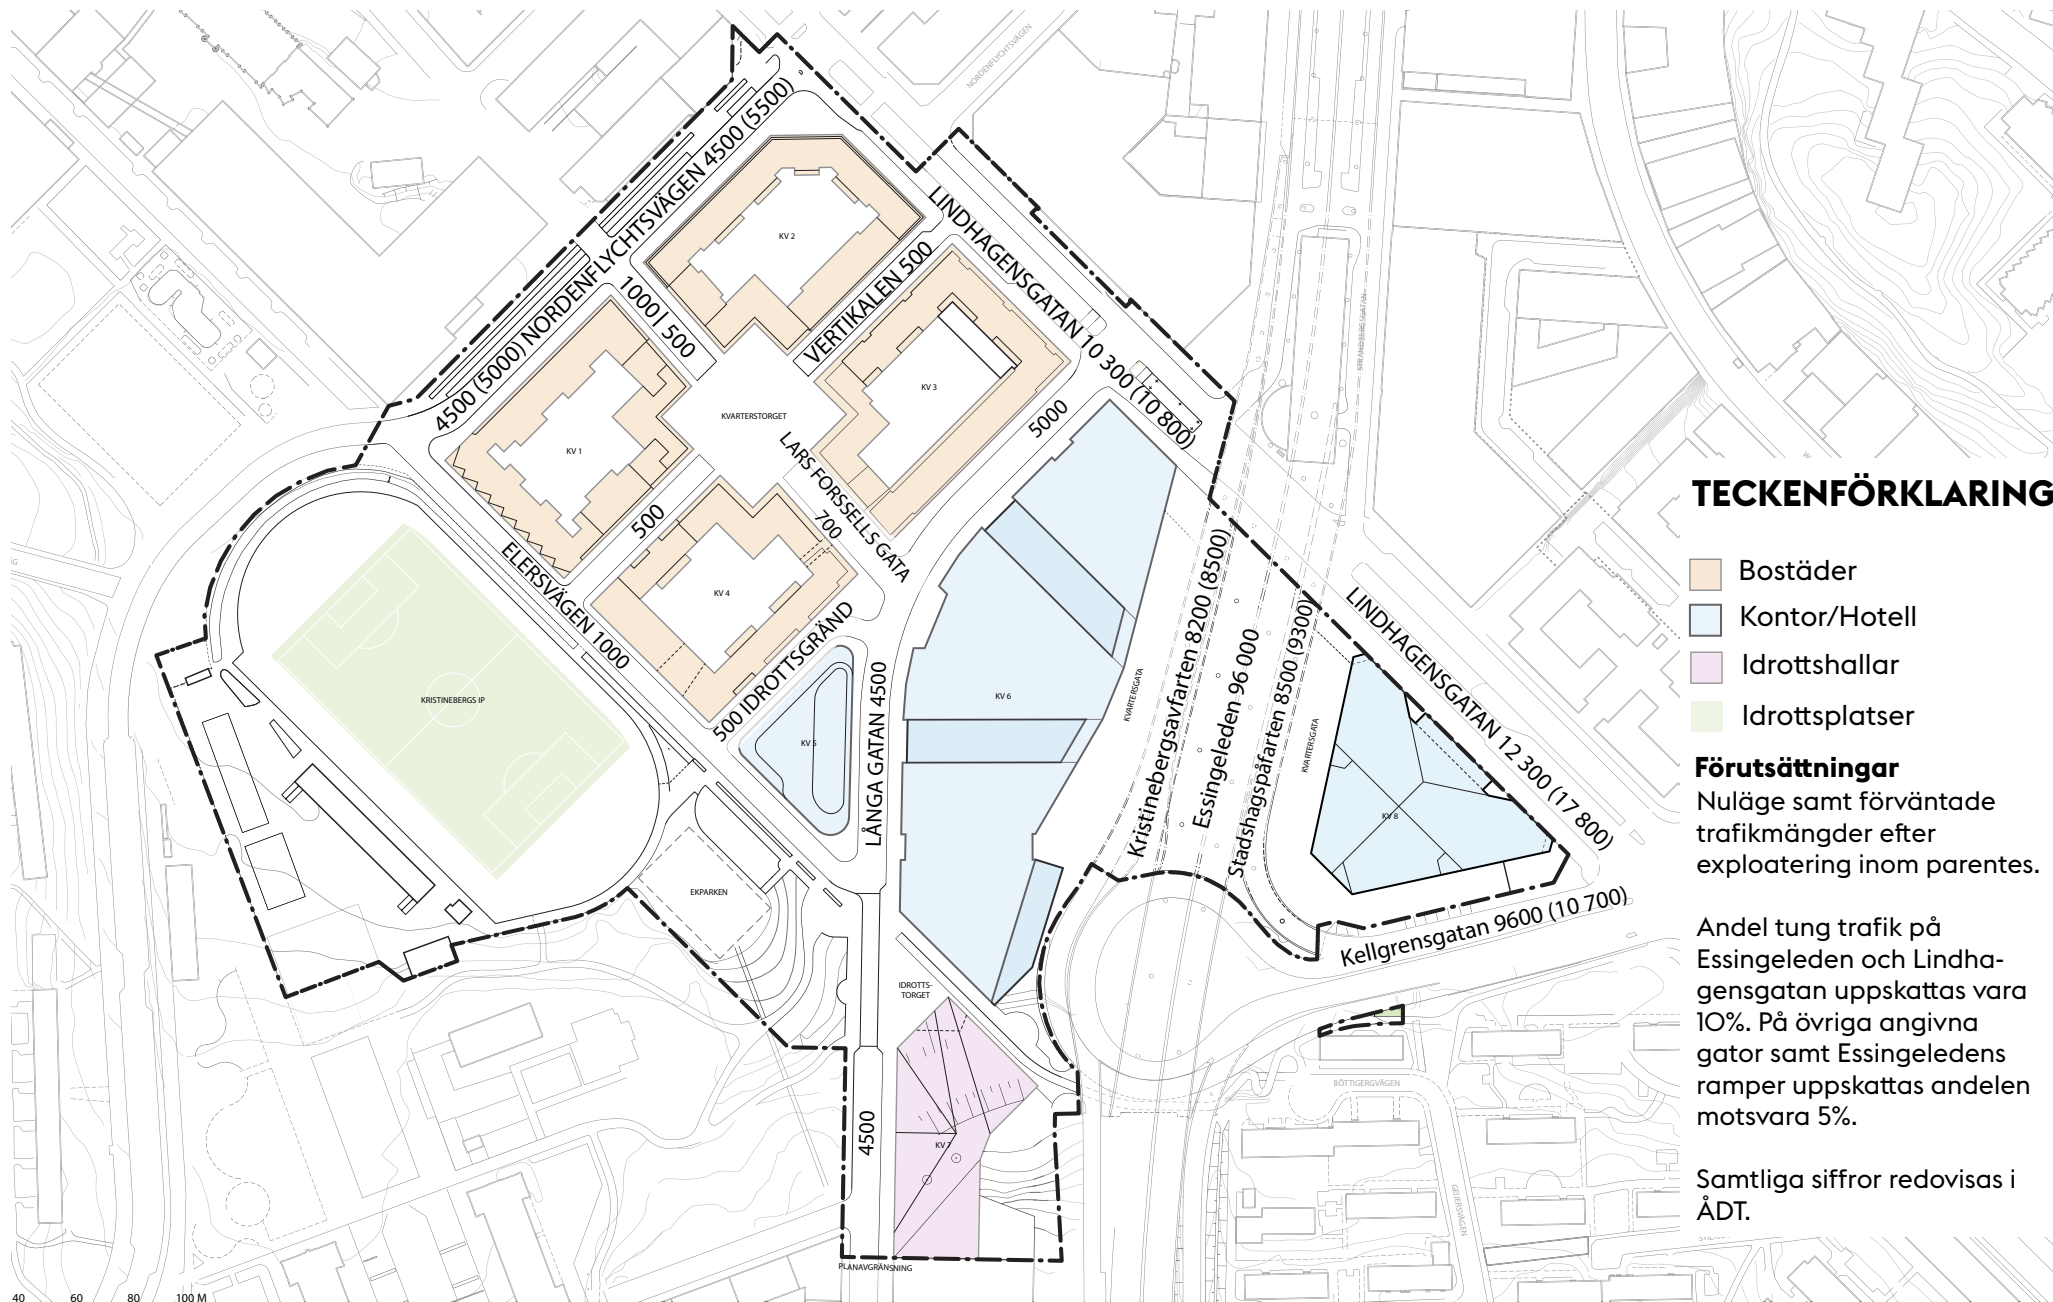 NORDENFLYCHTSVÄGEN
NORDENFLYCHTSVÄGEN 4500 (5500)
4500 (5000)
KV 2
LINDHAGENSGATAN 10 300 (10 800)
VERTIKALEN 500
1000 | 500
KV 3
KV 1
KVARTERSTORGET
5000
STRANDBERGSGATAN
LARS FORSSELLS GATA
700
500
ELERSVÄGEN 1000
KV 4
500 IDROTTSGRÄND
KRISTINEBERGS IP
KV 5
LÅNGA GATAN 4500
KV 6
KVARTERSGATA
Kristinebergsavfarten 8200 (8500)
Essingeleden 96 000
Stadshagspåfarten 8500 (9300)
KVARTERSGATA
LINDHAGENSGATAN 12 300 (17 800)
KV 8
Kellgrensgatan 9600 (10 700)
EKPARKEN
IDROTTS-
TORGET
KV 7
4500
BÖTTIGERVÄGEN
GEIJERSVÄGEN
PLANAVGRÄNSNING
40 60 80 100 M
TECKENFÖRKLARING
Bostäder
Kontor/Hotell
Idrottshallar
Idrottsplatser
Förutsättningar
Nuläge samt förväntade
trafikmängder efter
exploatering inom parentes.
Andel tung trafik på
Essingeleden och Lindha-
gensgatan uppskattas vara
10%. På övriga angivna
gator samt Essingeledens
ramper uppskattas andelen
motsvara 5%.
Samtliga siffror redovisas i
ÅDT.